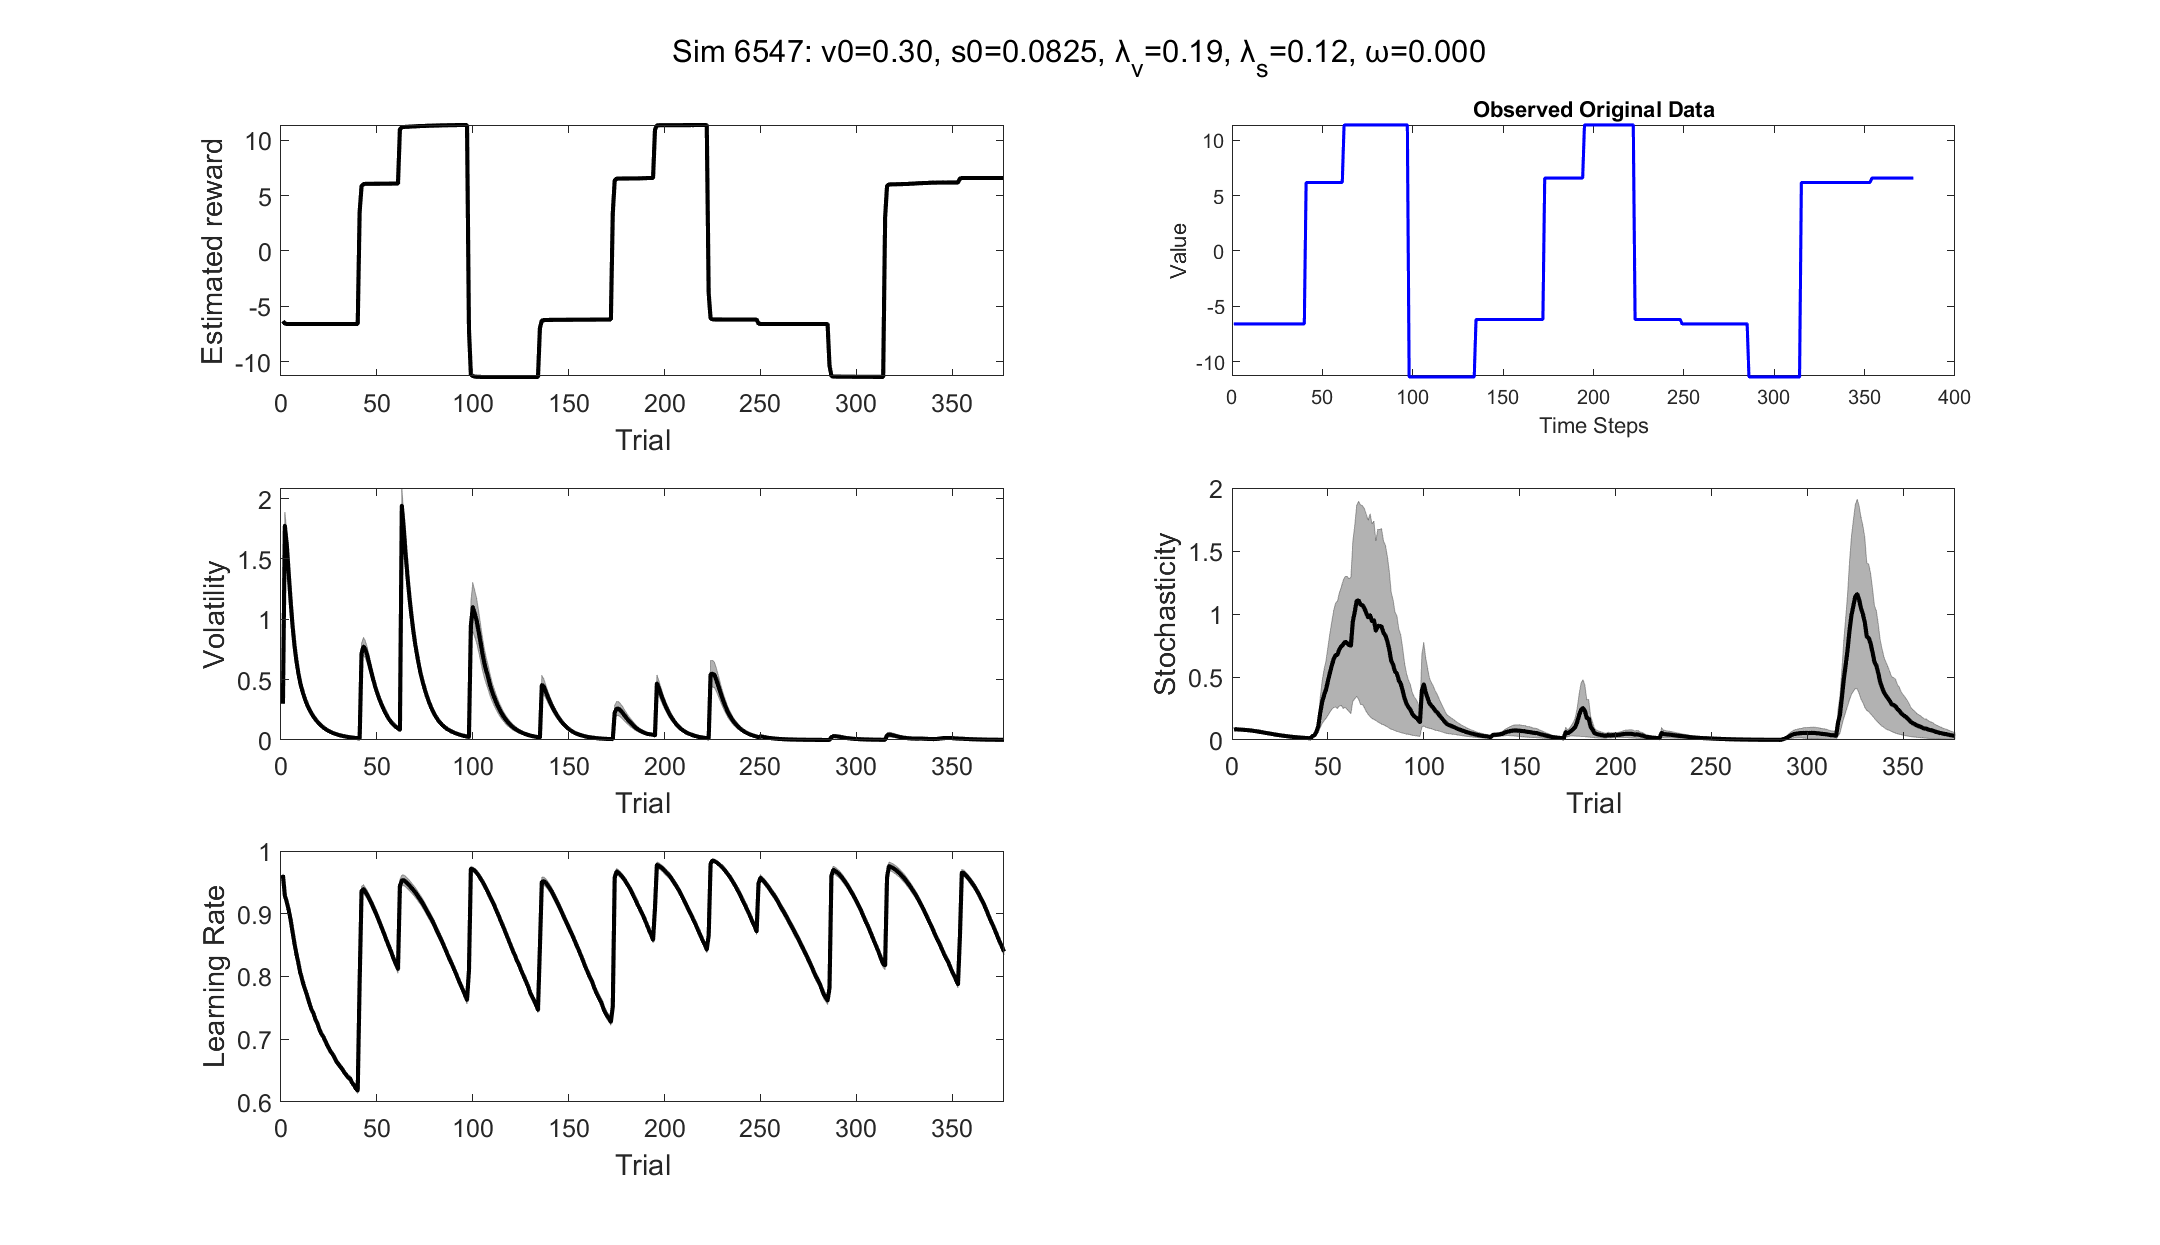 Sim 6547: v0=0.30, s0=0.0825, λ_v=0.19, λ_s=0.12, ω=0.000
10
5
0
-5
-10
Estimated reward
0 50 100 150 200 250 300 350
Trial
Observed Original Data
10
5
0
-5
-10
Value
0 50 100 150 200 250 300 350 400
Time Steps
2
1.5
1
0.5
0
Volatility
0 50 100 150 200 250 300 350
Trial
2
1.5
1
0.5
0
Stochasticity
0 50 100 150 200 250 300 350
Trial
1
0.9
0.8
0.7
0.6
Learning Rate
0 50 100 150 200 250 300 350
Trial